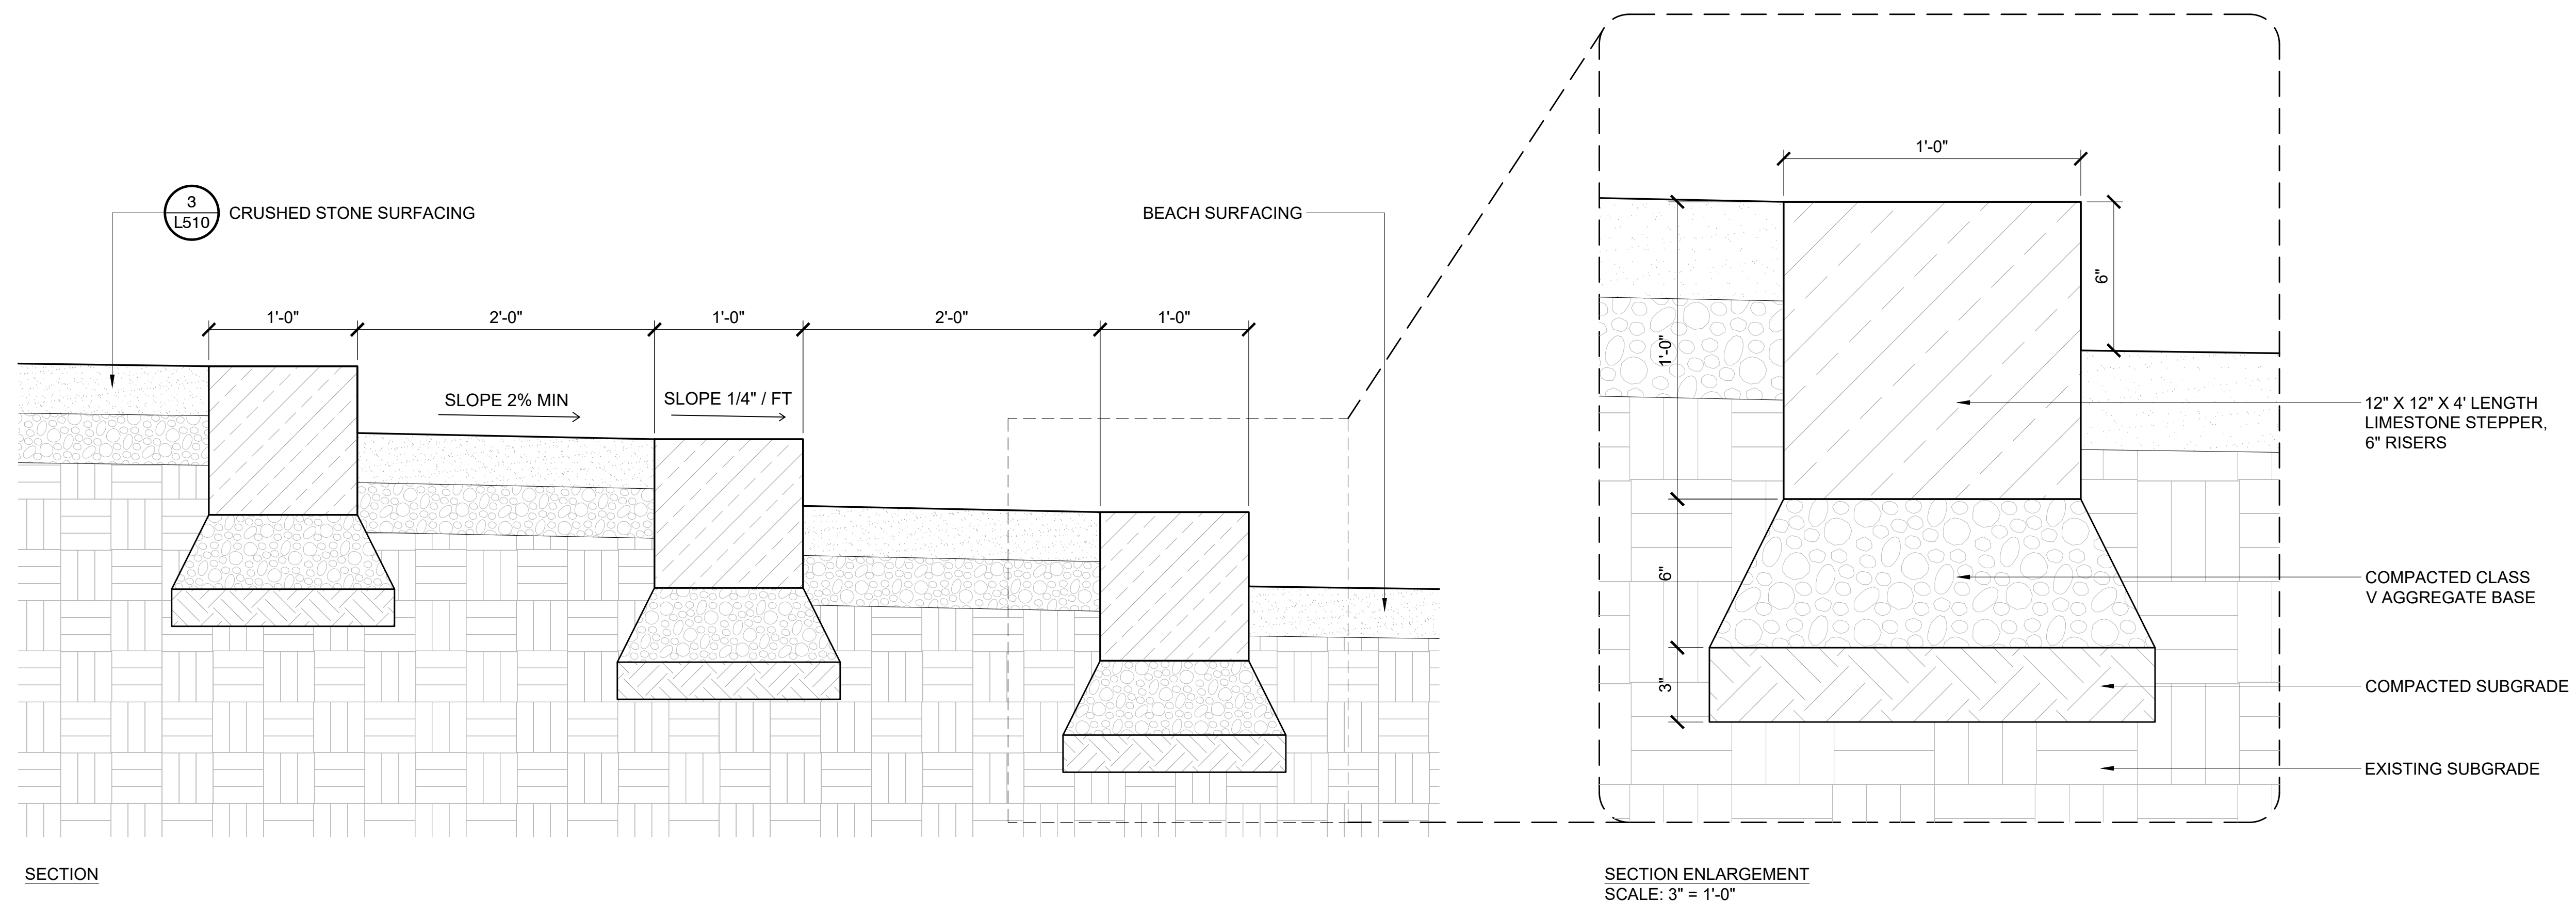 3
L510
CRUSHED STONE SURFACING
BEACH SURFACING
1'-0"
2'-0"
1'-0"
2'-0"
1'-0"
SLOPE 2% MIN
SLOPE 1/4" / FT
SECTION
1'-0"
6"
1'-0"
6"
3"
12" X 12" X 4' LENGTH
LIMESTONE STEPPER,
6" RISERS
COMPACTED CLASS
V AGGREGATE BASE
COMPACTED SUBGRADE
EXISTING SUBGRADE
SECTION ENLARGEMENT
SCALE: 3" = 1'-0"